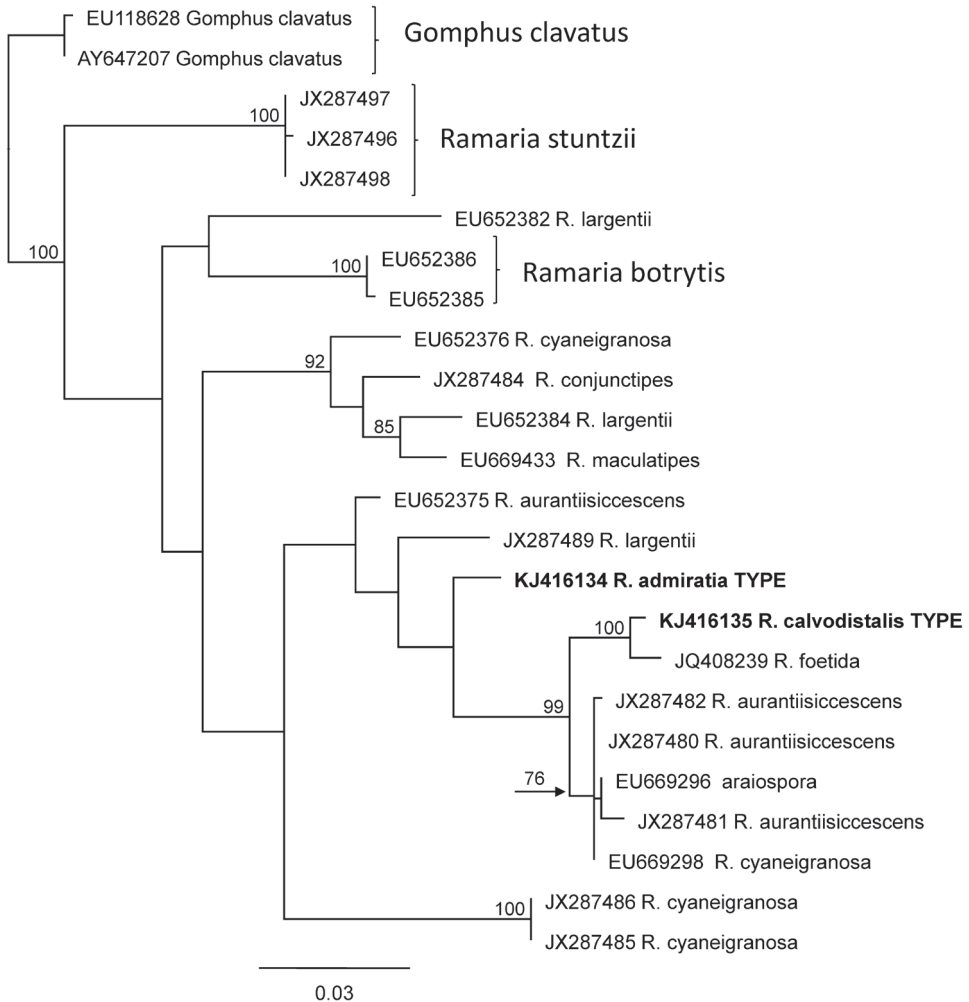 EU118628 Gomphus clavatus
Gomphus clavatus
AY647207 Gomphus clavatus
JX287497
100
JX287496
Ramaria stuntzii
JX287498
EU652382 R. largentii
100
EU652386
100
Ramaria botrytis
EU652385
EU652376 R. cyaneigranosa
92
JX287484 R. conjunctipes
EU652384 R. largentii
85
EU669433 R. maculatipes
EU652375 R. aurantiisiccescens
JX287489 R. largentii
KJ416134 R. admiratia TYPE
KJ416135 R. calvodistalis TYPE
100
JQ408239 R. foetida
JX287482 R. aurantiisiccescens
99
JX287480 R. aurantiisiccescens
76
EU669296 araiospora
JX287481 R. aurantiisiccescens
EU669298 R. cyaneigranosa
JX287486 R. cyaneigranosa
100
JX287485 R. cyaneigranosa
0.03